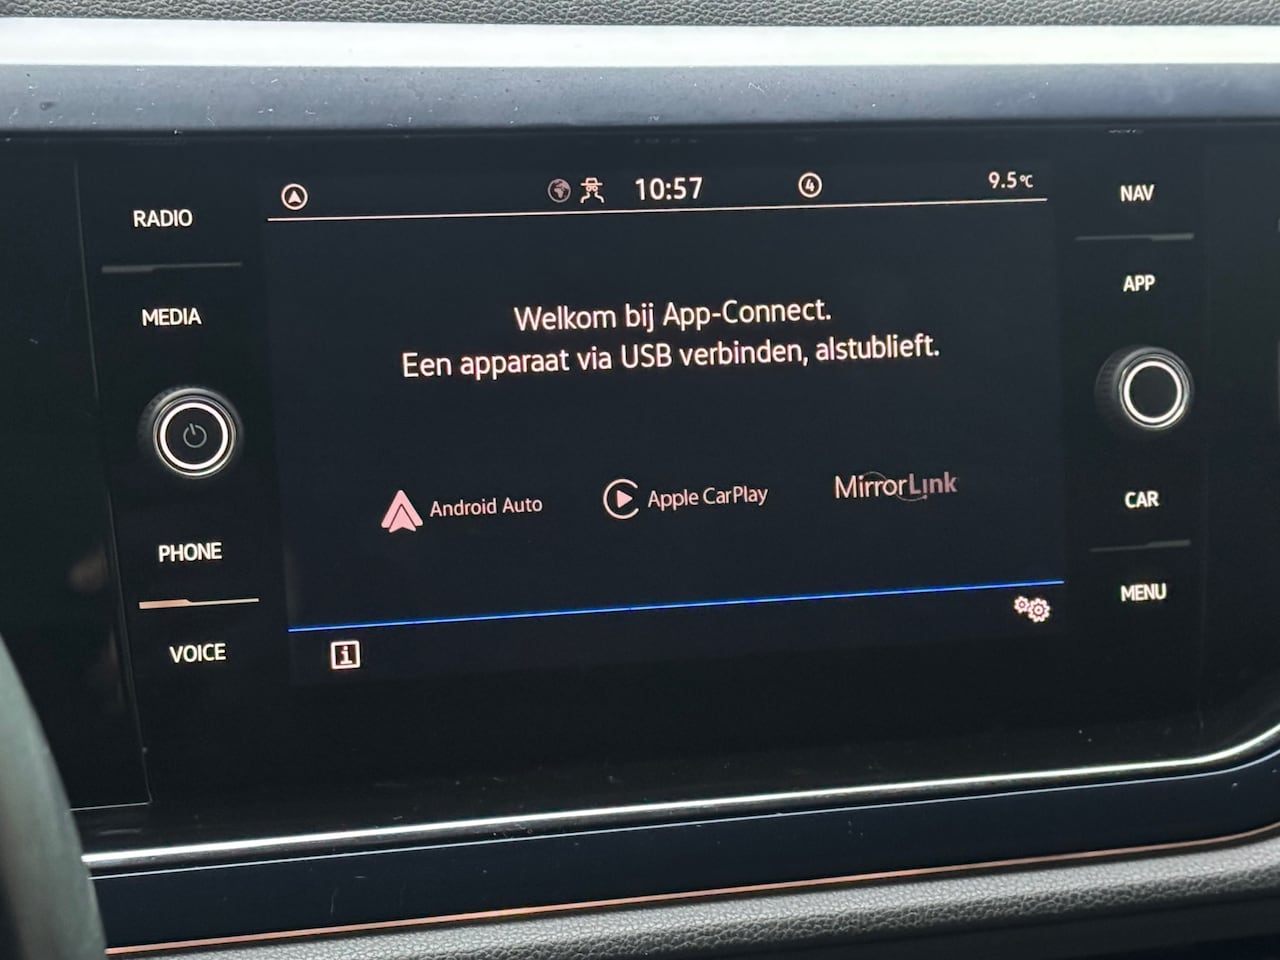 RADIO
MEDIA
PHONE
VOICE
10:57
4
9.5°C
Welkom bij App-Connect.
Een apparaat via USB verbinden, alstublieft.
Android Auto
Apple CarPlay
MirrorLink
i
NAV
APP
CAR
MENU